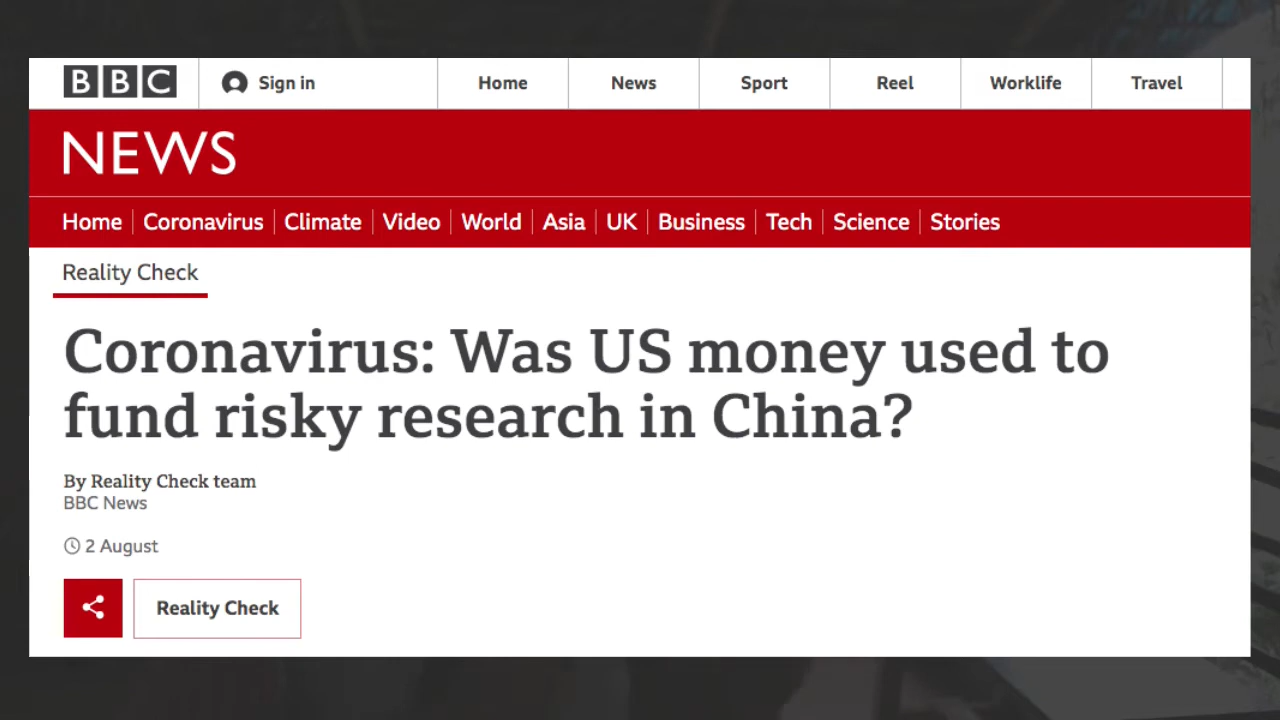 BBC Sign in Home News Sport Reel Worklife Travel
NEWS
Home Coronavirus Climate Video World Asia UK Business Tech Science Stories
Reality Check
Coronavirus: Was US money used to
fund risky research in China?
By Reality Check team
BBC News
2 August
Reality Check